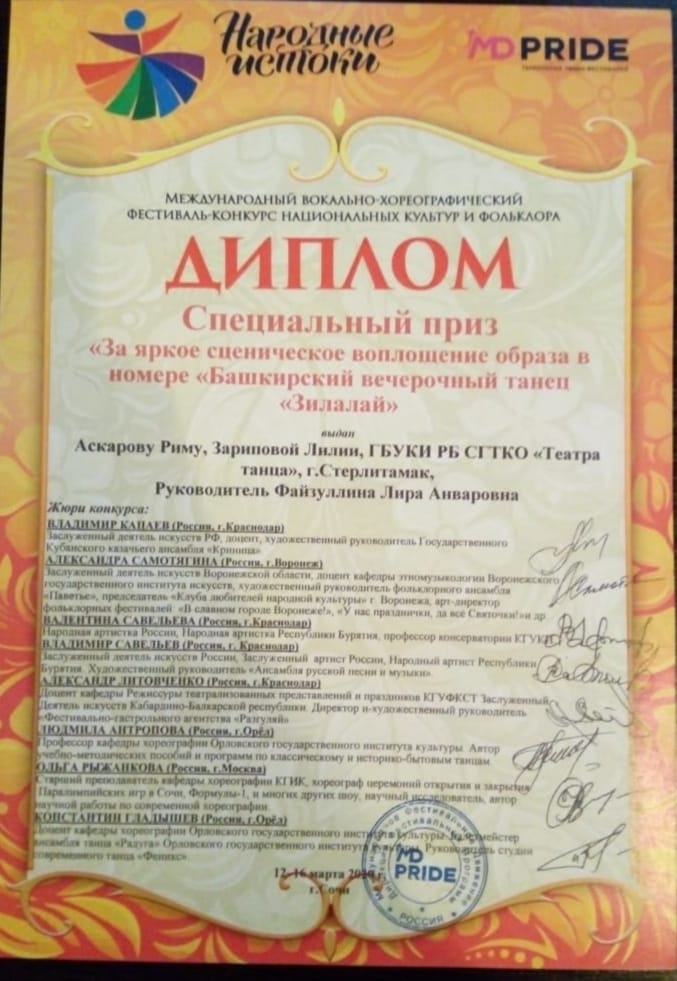 Народные
истоки
MD PRIDE
Международный вокально-хореографический
фестиваль-конкурс национальных культур и фольклора
ДИПЛОМ
Специальный приз
«За яркое сценическое воплощение образа в
номере «Башкирский вечерочный танец
«Зилалай»
выдан
Аскарову Риму, Зариповой Лилии, ГБУКИ РБ СГТКО «Театра
танца», г.Стерлитамак,
Руководитель Файзуллина Лира Анваровна
Жюри конкурса:
ВЛАДИМИР КАПАЕВ (Россия, г.Краснодар)
Заслуженный деятель искусств РФ, доцент, художественный руководитель Государственного
Кубанского казачьего ансамбля «Криница»
АЛЕКСАНДРА САМОТЯГИНА (Россия, г.Воронеж)
Заслуженный деятель искусств Воронежской области, доцент кафедры этномузыкологии Воронежского
государственного института искусств, художественный руководитель фольклорного ансамбля
«Паветье», председатель «Клуба любителей народной культуры» г. Воронежа, арт-директор
фольклорных фестивалей «В славном городе Воронеже!», «У нас празднички, да все Святочки!»и др
ВАЛЕНТИНА САВЕЛЬЕВА (Россия, г.Краснодар)
Народная артистка России, Народная артистка Республики Бурятия, профессор консерватории КГУКИ
ВЛАДИМИР САВЕЛЬЕВ (Россия, г. Краснодар)
Заслуженный деятель искусств России, Заслуженный артист России, Народный артист Республики
Бурятия. Художественный руководитель «Ансамбля русской песни и музыки»
АЛЕКСАНДР ЛИТОВЧЕНКО (Россия, г.Краснодар)
Доцент кафедры Режиссуры театрализованных представлений и праздников КГУФКСТ Заслуженный
Деятель искусств Кабардино-Балкарской республики. Директор и художественный руководитель
«Фестивально-гастрольного агентства «Разгуляй»
ЛЮДМИЛА АНТРОПОВА (Россия, г.Орёл)
Профессор кафедры хореографии Орловского государственного института культуры. Автор
учебно-методических пособий и программ по классическому и историко-бытовым танцам
ОЛЬГА РЫЖАНКОВА (Россия, г.Москва)
Старший преподаватель кафедры хореографии КГИК, хореограф церемоний открытия и закрытия
Паралимпийских игр в Сочи, Формулы-1, и многих других шоу, научный исследователь, автор
научной работы по современной хореографии.
КОНСТАНТИН ГЛАДЫШЕВ (Россия, г.Орёл)
Доцент кафедры хореографии Орловского государственного института культуры. Балетмейстер
ансамбля танца «Радуга» Орловского государственного института культуры. Руководитель студии
современного танца «Феникс»
12-16 марта 2020 г.
г.Сочи
MD
PRIDE
РОССИЯ